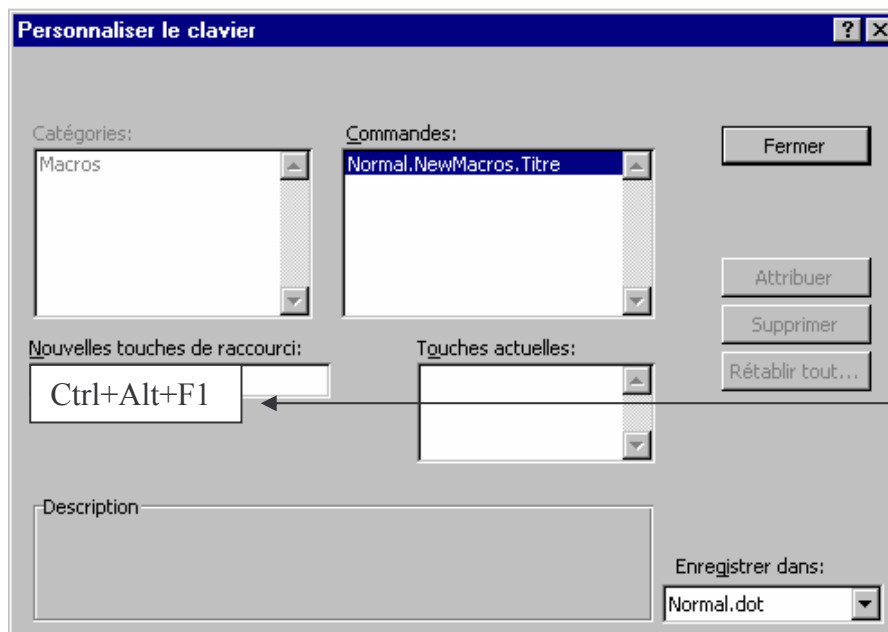 Personnaliser le clavier
Catégories:
Commandes:
Macros
Normal.NewMacros.Titre
Fermer
Attribuer
Supprimer
Rétablir tout...
Nouvelles touches de raccourci:
Touches actuelles:
Ctrl+Alt+F1
Description
Enregistrer dans:
Normal.dot